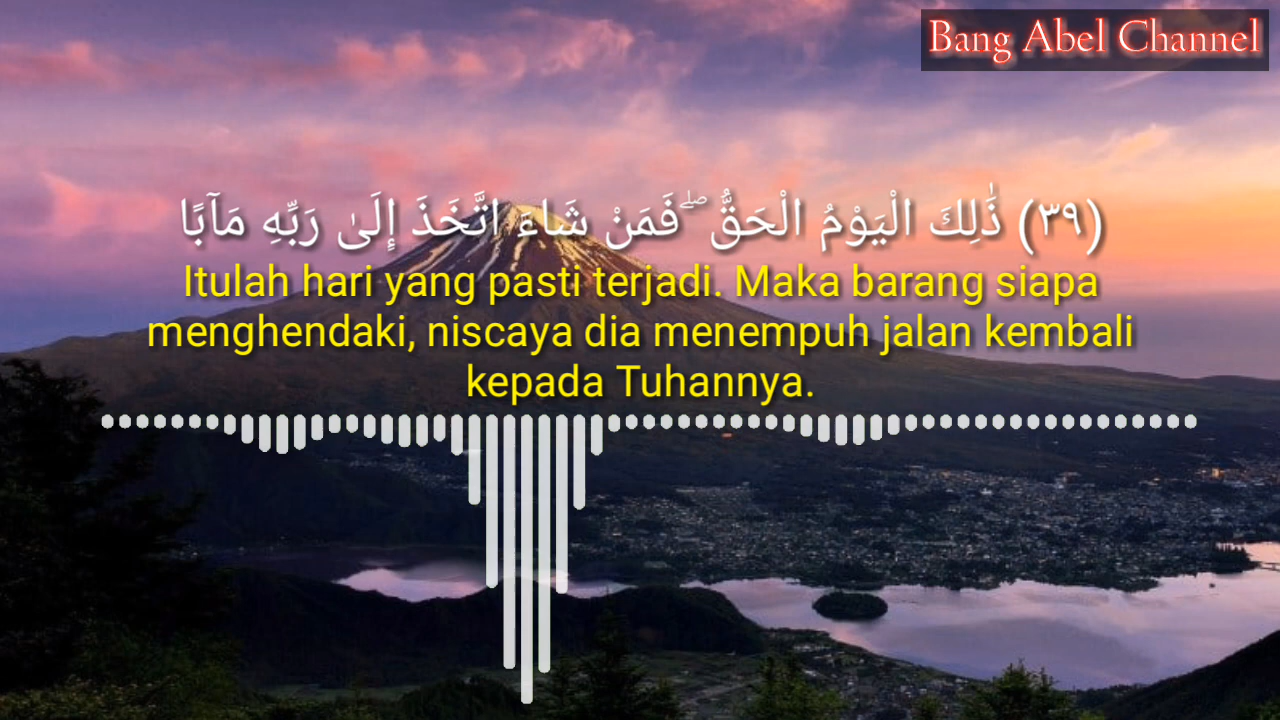 Bang Abel Channel
(٣٩) ذَٰلِكَ الْيَوْمُ الْحَقُّ ۖ فَمَنْ شَاءَ اتَّخَذَ إِلَىٰ رَبِّهِ مَآبًا
Itulah hari yang pasti terjadi. Maka barang siapa
menghendaki, niscaya dia menempuh jalan kembali
kepada Tuhannya.